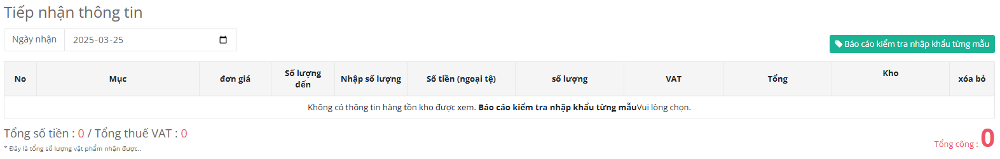 Tiếp nhận thông tin
Ngày nhận 2025-03-25
Báo cáo kiểm tra nhập khẩu từng mẫu
No Mục đơn giá Số lượng đến Nhập số lượng Số tiền (ngoại tệ) số lượng VAT Tổng Kho xóa bỏ
Không có thông tin hàng tồn kho được xem. Báo cáo kiểm tra nhập khẩu từng mẫuVui lòng chọn.
Tổng số tiền : 0 / Tổng thuế VAT : 0
* Đây là tổng số lượng vật phẩm nhận được..
Tổng cộng : 0